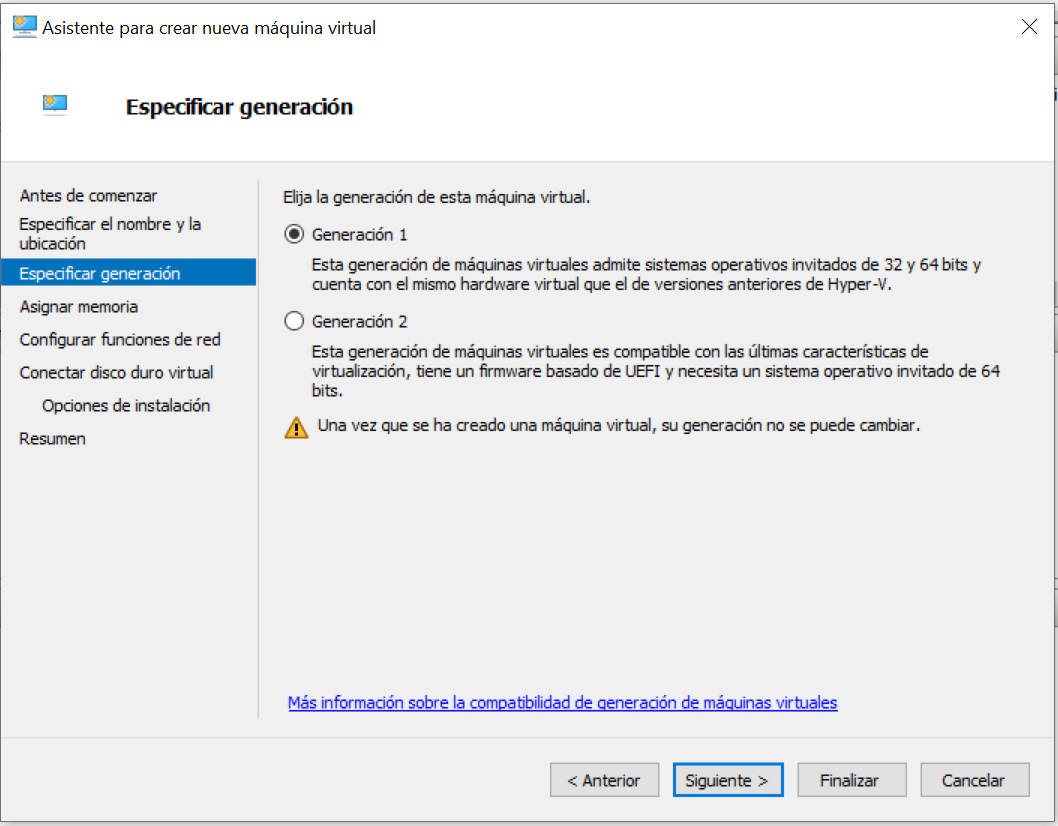 Asistente para crear nueva máquina virtual
Especificar generación
Antes de comenzar
Especificar el nombre y la
ubicación
Especificar generación
Asignar memoria
Configurar funciones de red
Conectar disco duro virtual
Opciones de instalación
Resumen
Elija la generación de esta máquina virtual.
Generación 1
Esta generación de máquinas virtuales admite sistemas operativos invitados de 32 y 64 bits y
cuenta con el mismo hardware virtual que el de versiones anteriores de Hyper-V.
Generación 2
Esta generación de máquinas virtuales es compatible con las últimas características de
virtualización, tiene un firmware basado de UEFI y necesita un sistema operativo invitado de 64
bits.
Una vez que se ha creado una máquina virtual, su generación no se puede cambiar.
Más información sobre la compatibilidad de generación de máquinas virtuales
< Anterior
Siguiente >
Finalizar
Cancelar